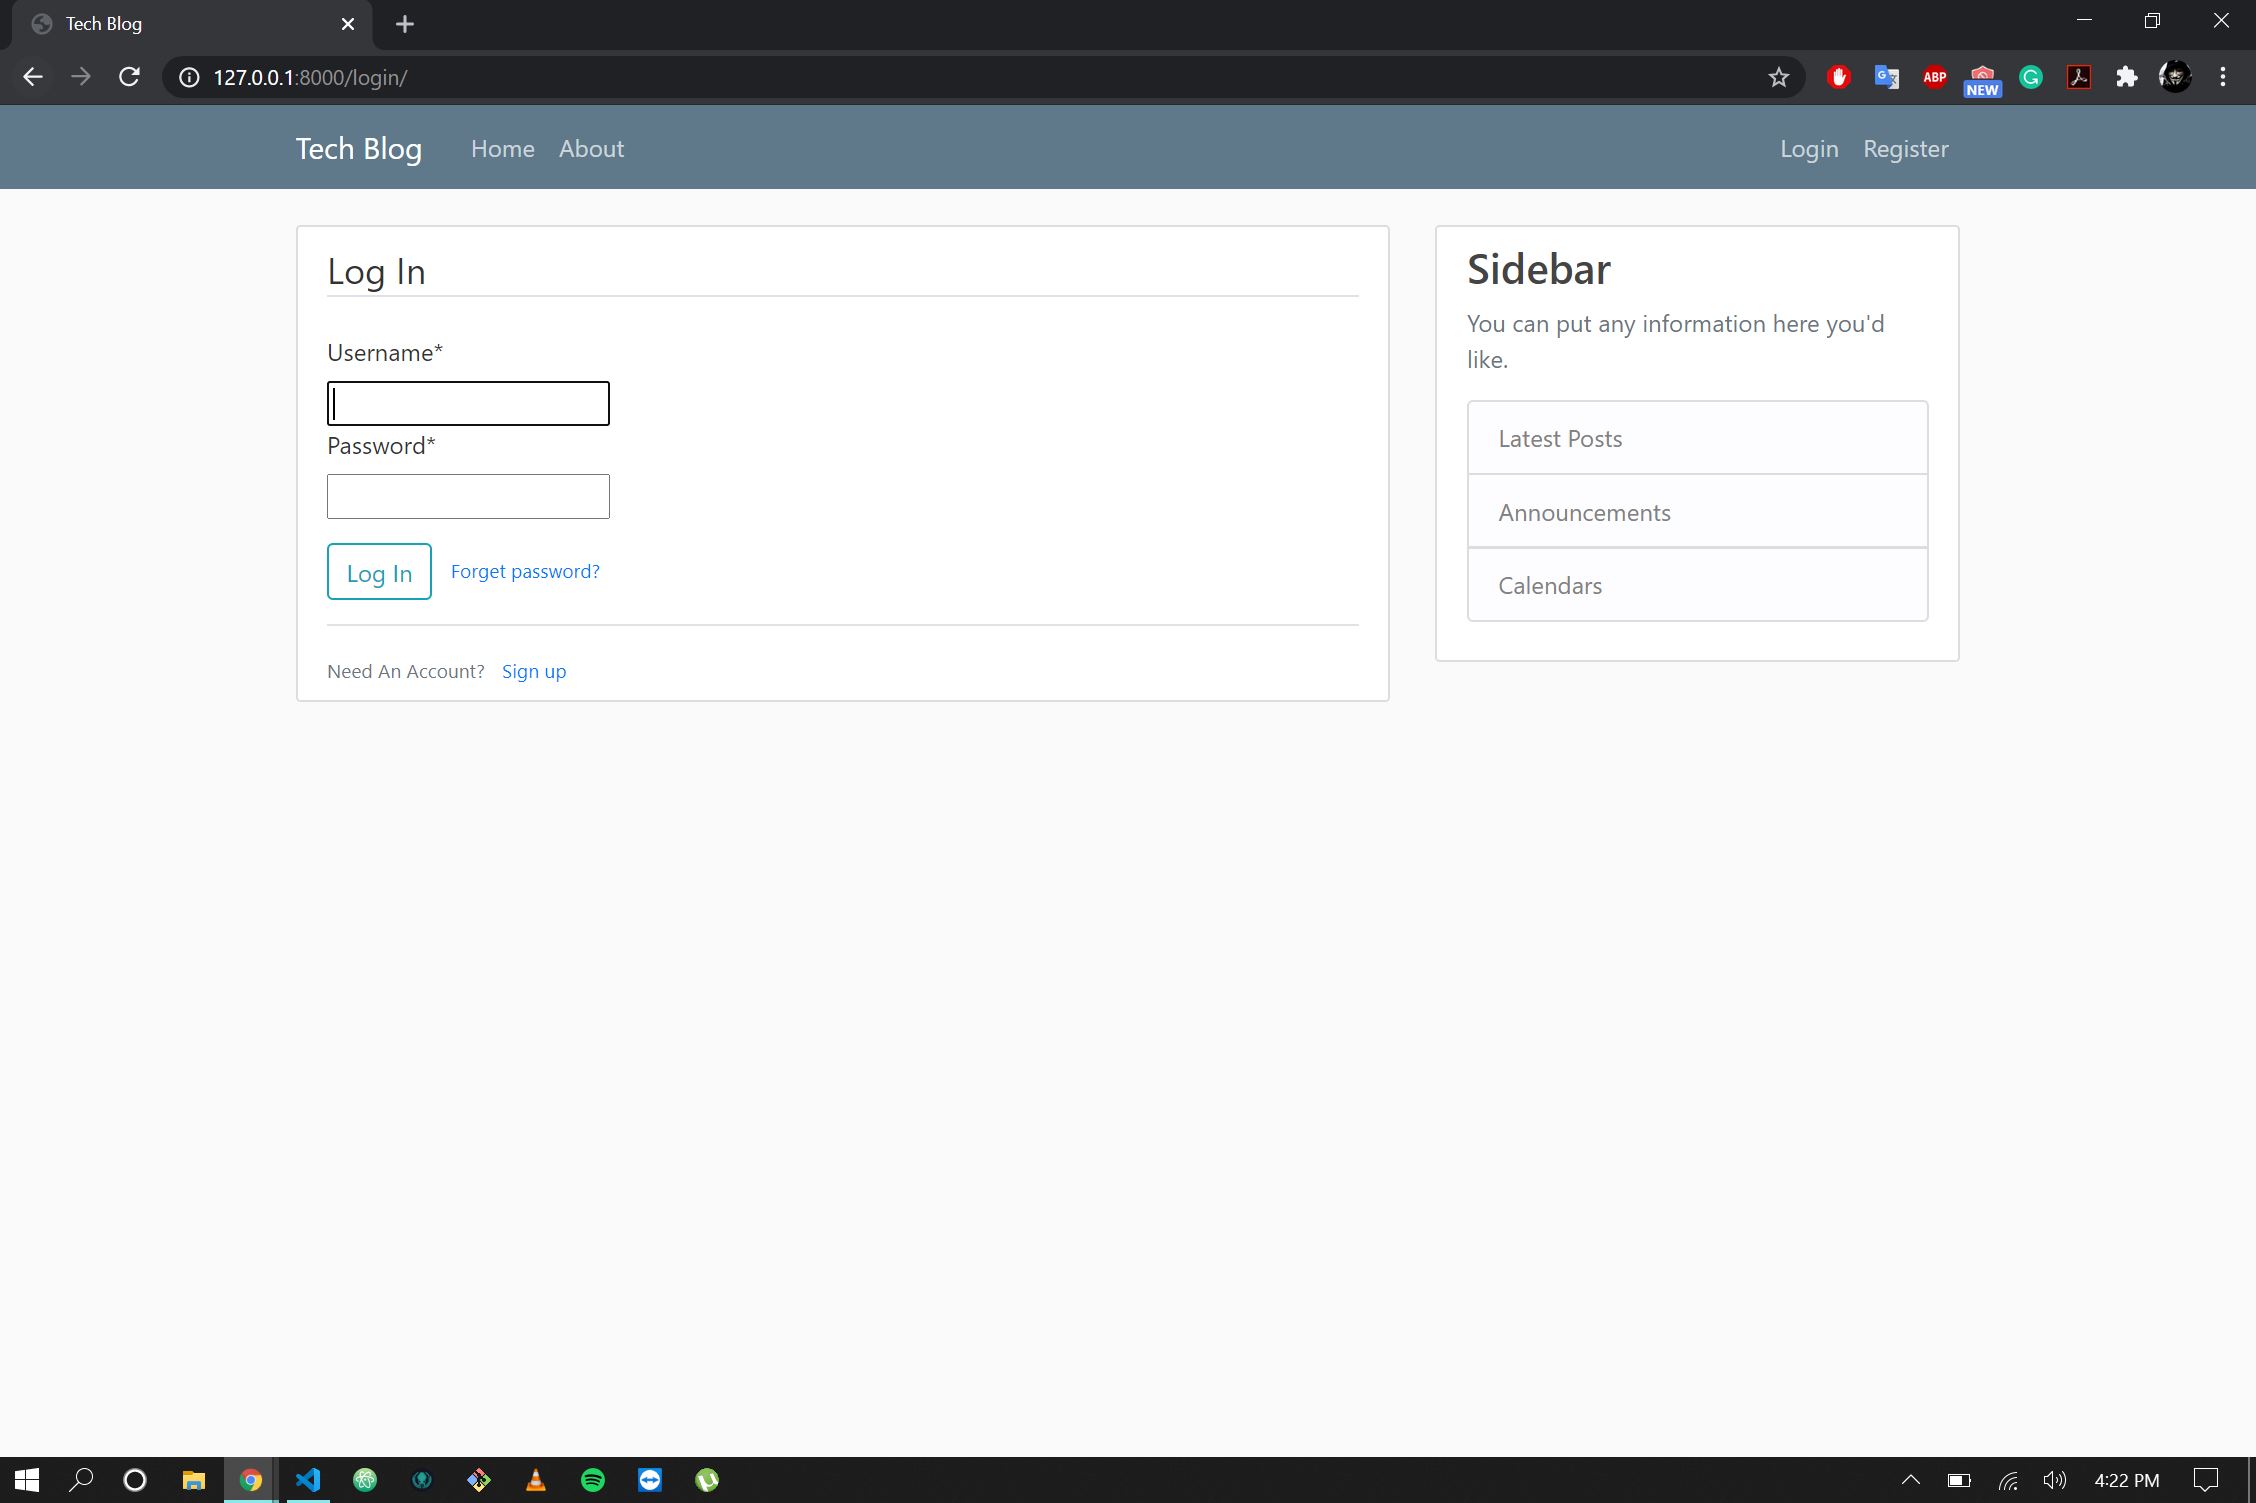 Tech Blog
127.0.0.1:8000/login/
ABP
NEW
Tech Blog
Home
About
Login
Register
Log In
Username*
Password*
Log In
Forget password?
Need An Account?
Sign up
Sidebar
You can put any information here you'd
like.
Latest Posts
Announcements
Calendars
4:22 PM